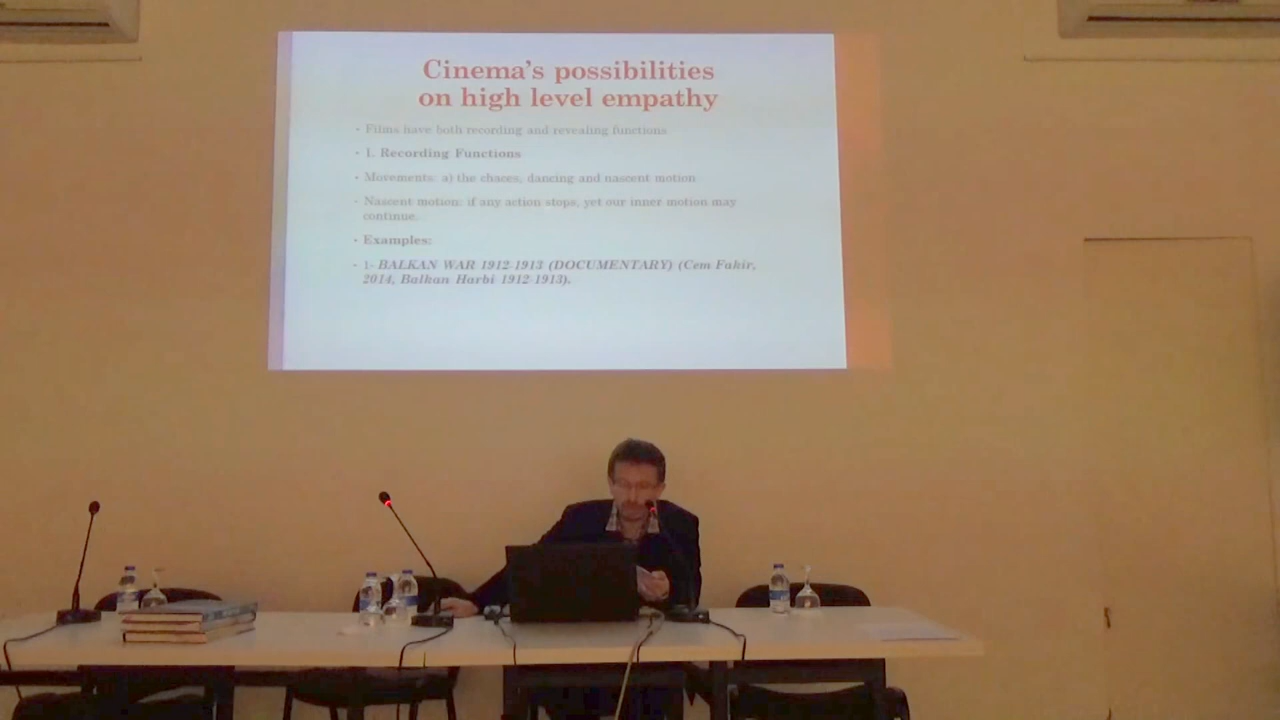 Cinema's possibilities
on high level empathy
• Films have both recording and revealing functions
• 1. Recording Functions
• Movements: a) the chaces, dancing and nascent motion
• Nascent motion: if any action stops, yet our inner motion may
continue.
• Examples:
• 1- BALKAN WAR 1912-1913 (DOCUMENTARY) (Cem Fakir,
2014, Balkan Harbi 1912-1913).